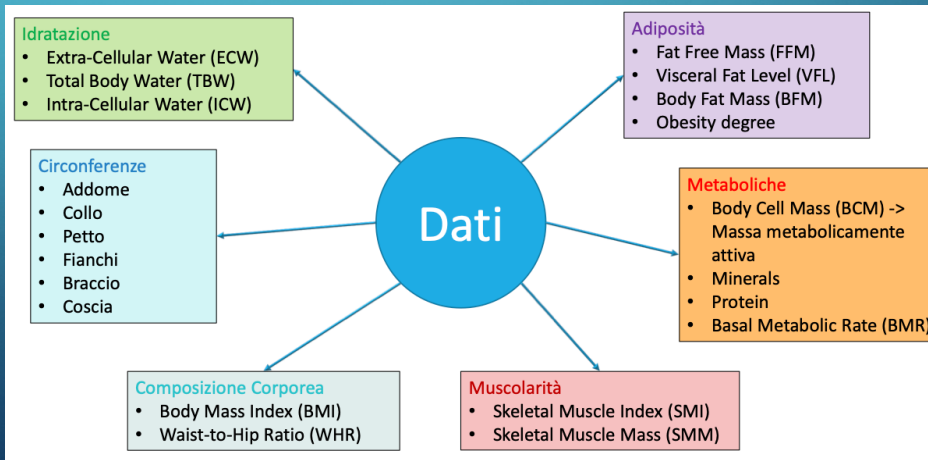 Idratazione
• Extra-Cellular Water (ECW)
• Total Body Water (TBW)
• Intra-Cellular Water (ICW)
Adiposità
• Fat Free Mass (FFM)
• Visceral Fat Level (VFL)
• Body Fat Mass (BFM)
• Obesity degree
Circonferenze
• Addome
• Collo
• Petto
• Fianchi
• Braccio
• Coscia
Dati
Metaboliche
• Body Cell Mass (BCM) ->
Massa metabolicamente
attiva
• Minerals
• Protein
• Basal Metabolic Rate (BMR)
Composizione Corporea
• Body Mass Index (BMI)
• Waist-to-Hip Ratio (WHR)
Muscolarità
• Skeletal Muscle Index (SMI)
• Skeletal Muscle Mass (SMM)